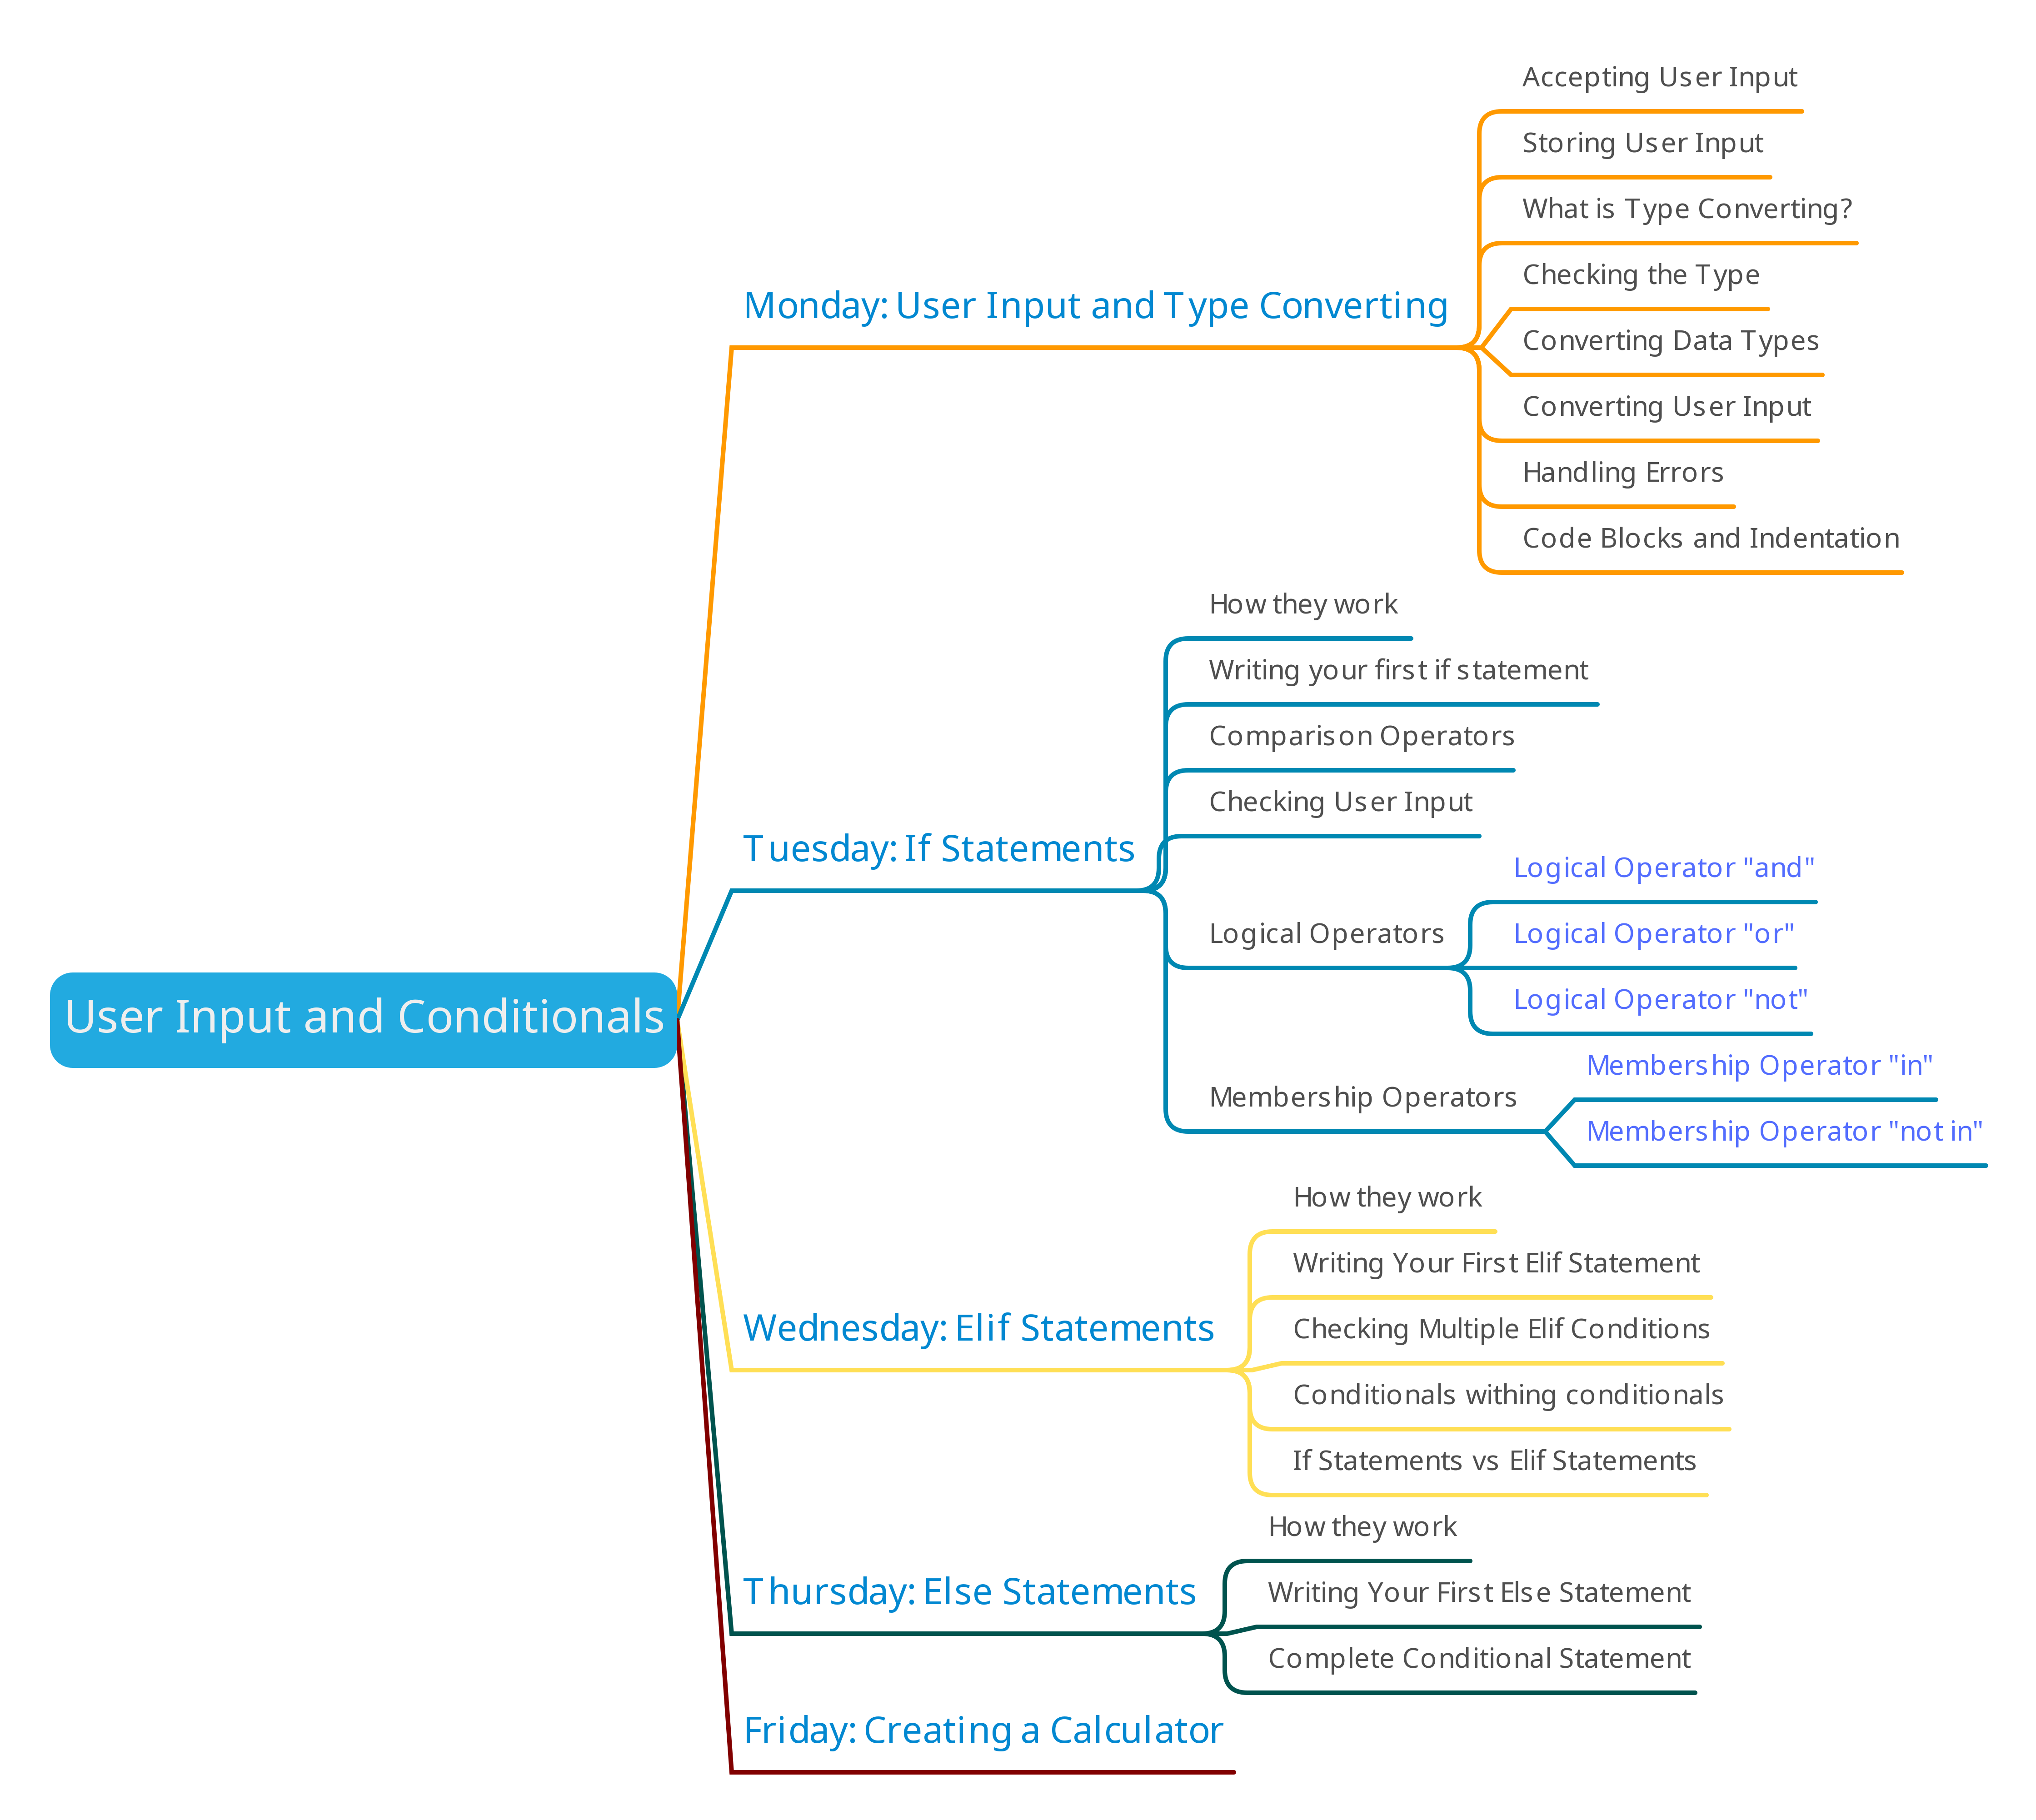 User Input and Conditionals
Monday: User Input and Type Converting
Accepting User Input
Storing User Input
What is Type Converting?
Checking the Type
Converting Data Types
Converting User Input
Handling Errors
Code Blocks and Indentation
Tuesday: If Statements
How they work
Writing your first if statement
Comparison Operators
Checking User Input
Logical Operators
Logical Operator "and"
Logical Operator "or"
Logical Operator "not"
Membership Operators
Membership Operator "in"
Membership Operator "not in"
Wednesday: Elif Statements
How they work
Writing Your First Elif Statement
Checking Multiple Elif Conditions
Conditionals withing conditionals
If Statements vs Elif Statements
Thursday: Else Statements
How they work
Writing Your First Else Statement
Complete Conditional Statement
Friday: Creating a Calculator